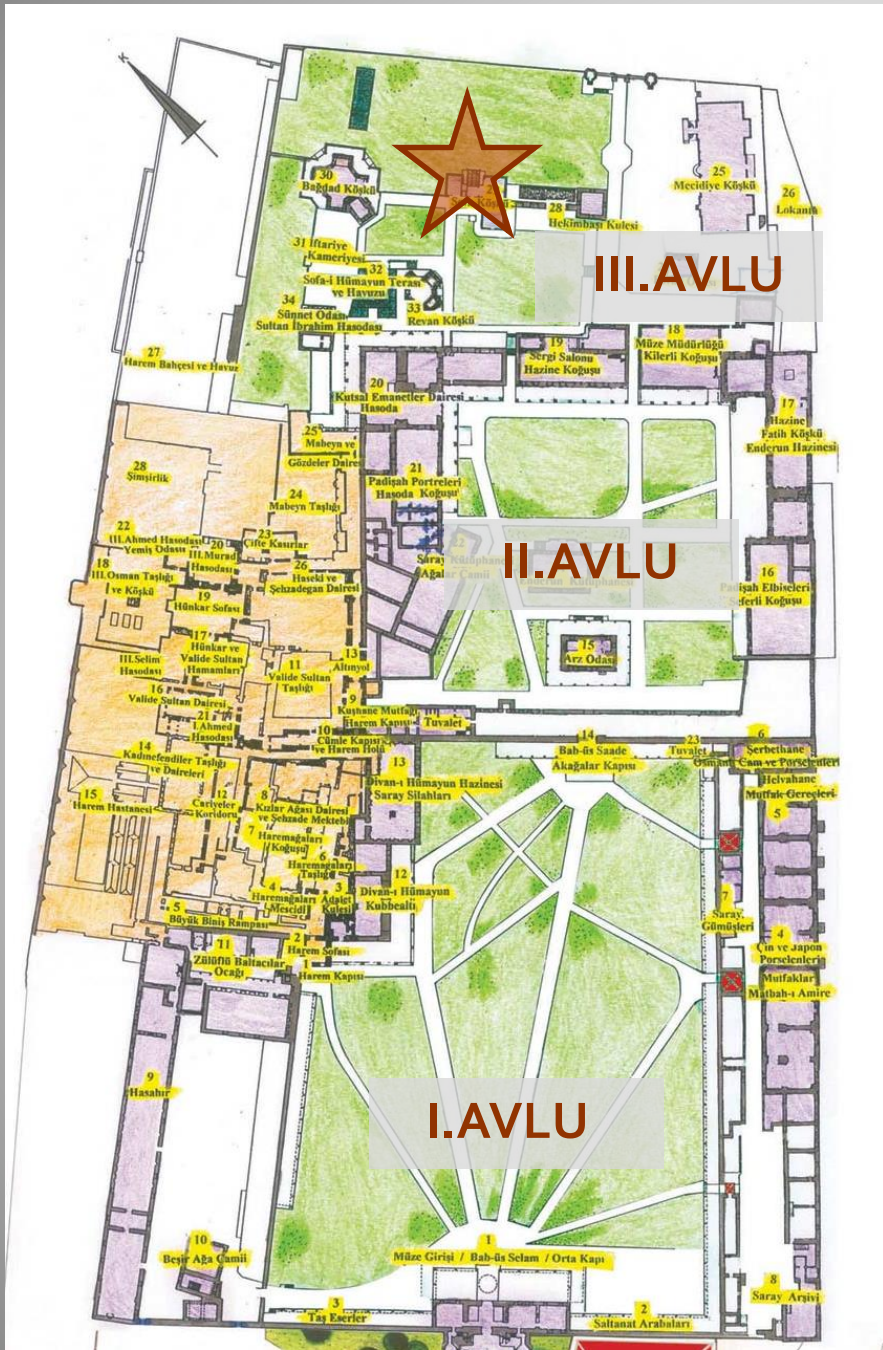 K
30
Bağdad Köşkü
28
Hekimbaşı Kulesi
25
Mecidiye Köşkü
26
Lokanta
31 İftariye
Kameriyesi
32
Sofa-i Hümayun Terası
ve Havuzu
33
Revan Köşkü
34
Sünnet Odası
Sultan İbrahim Hasodası
III.AVLU
27
Harem Bahçesi ve Havuz
19
Sergi Salonu
Hazine Koğuşu
18
Müze Müdürlüğü
Kilerli Koğuşu
20
Kutsal Emanetler Dairesi
Hasoda
17
Hazine
Fatih Köşkü
Enderun Hazinesi
25
Mabeyn ve
Gözdeler Dairesi
21
Padişah Portreleri
Hasoda Koğuşu
28
Şimşirlik
24
Mabeyn Taşlığı
22
III.Ahmed Hasodası
Yemiş Odası
20
III.Murad
Hasodası
23
Çifte Kasırlar
26
Haseki ve
Şehzadegan Dairesi
Ağalar Camii
II.AVLU
16
Padişah Elbiseleri
Seferli Koğuşu
18
III.Osman Taşlığı
ve Köşkü
19
Hünkar Sofası
17
Hünkar ve
Valide Sultan
Hamamları
11
Valide Sultan
Taşlığı
13
Altınyol
15
Arz Odası
III.Selim
Hasodası
16
Valide Sultan Dairesi
21
I.Ahmed
Hasodası
9
Kuşhane Mutfağı
Harem Kapısı
Tuvalet
10
Cümle Kapısı
ve Harem Holü
14
Bab-üs Saade
Akağalar Kapısı
23
Tuvalet
6
Şerbethane
Osmanlı Cam ve Porselenleri
Helvahane
Mutfak Gereçleri
5
14
Kadınefendiler Taşlığı
ve Daireleri
13
Divan-ı Hümayun Hazinesi
Saray Silahları
15
Harem Hastanesi
12
Cariyeler
Koridoru
8
Kızlar Ağası Dairesi
ve Şehzade Mektebi
7
Haremağaları
Koğuşu
6
Haremağaları
Taşlığı
12
Divan-ı Hümayun
Kubbealtı
4
Haremağaları
Mescidi
3
Adalet
Kulesi
5
Büyük Biniş Rampası
7
Saray
Gümüşleri
4
Çin ve Japon
Porselenleri
Mutfaklar
Matbah-ı Amire
11
Zülüflü Baltacılar
Ocağı
2
Harem Sofası
1
Harem Kapısı
9
Hasahır
I.AVLU
10
Beşir Ağa Camii
1
Müze Girişi / Bab-üs Selam / Orta Kapı
8
Saray Arşivi
3
Taş Eserler
2
Saltanat Arabaları